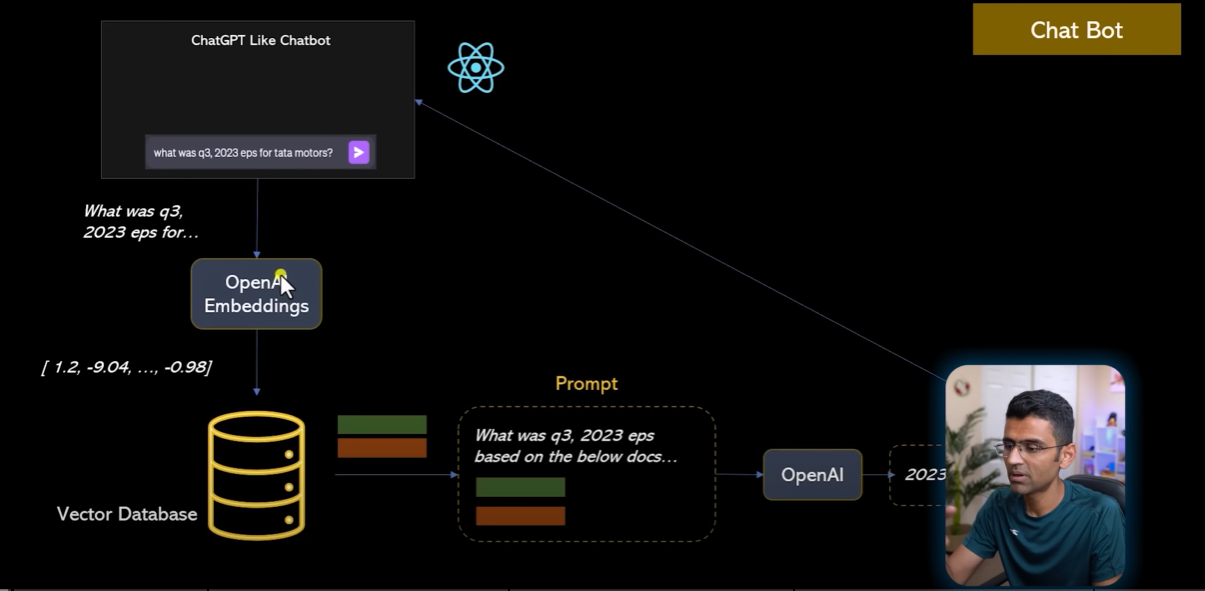 Chat Bot
ChatGPT Like Chatbot
what was q3, 2023 eps for tata motors?
What was q3,
2023 eps for...
OpenAI
Embeddings
[ 1.2, -9.04, ..., -0.98]
Vector Database
Prompt
What was q3, 2023 eps
based on the below docs...
OpenAI
2023